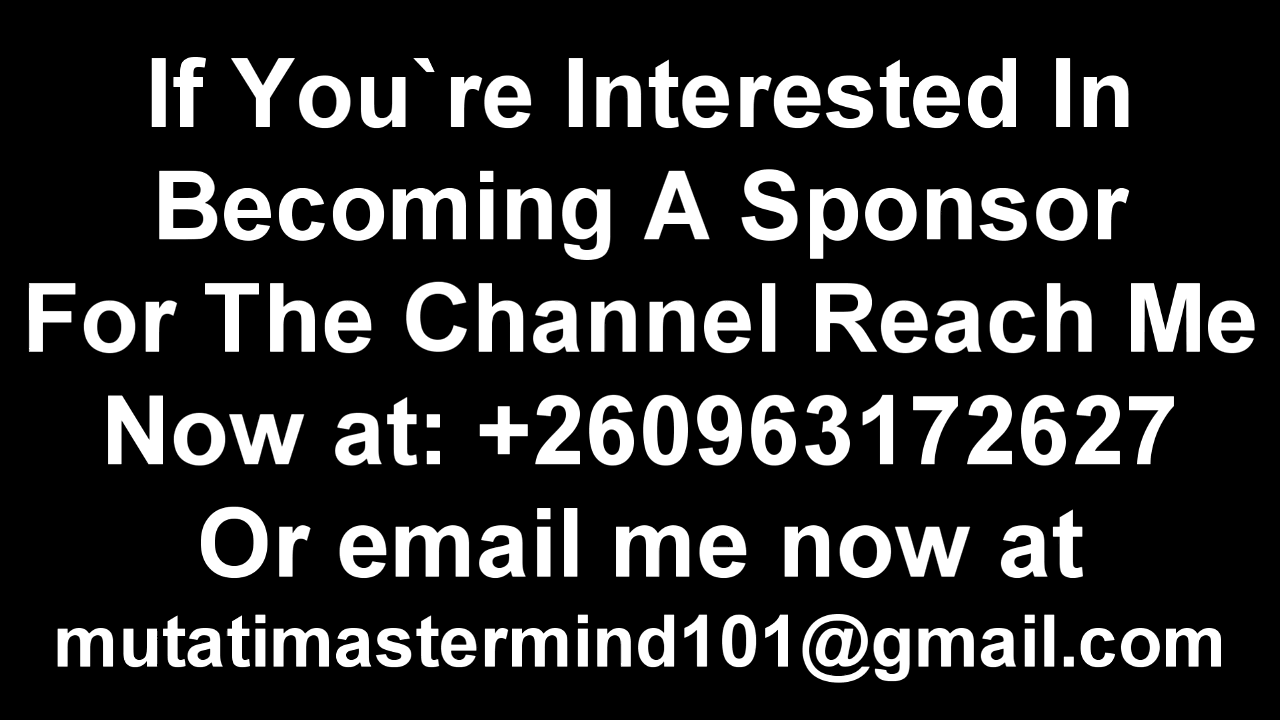 If You`re Interested In
Becoming A Sponsor
For The Channel Reach Me
Now at: +260963172627
Or email me now at
mutatimastermind101@gmail.com